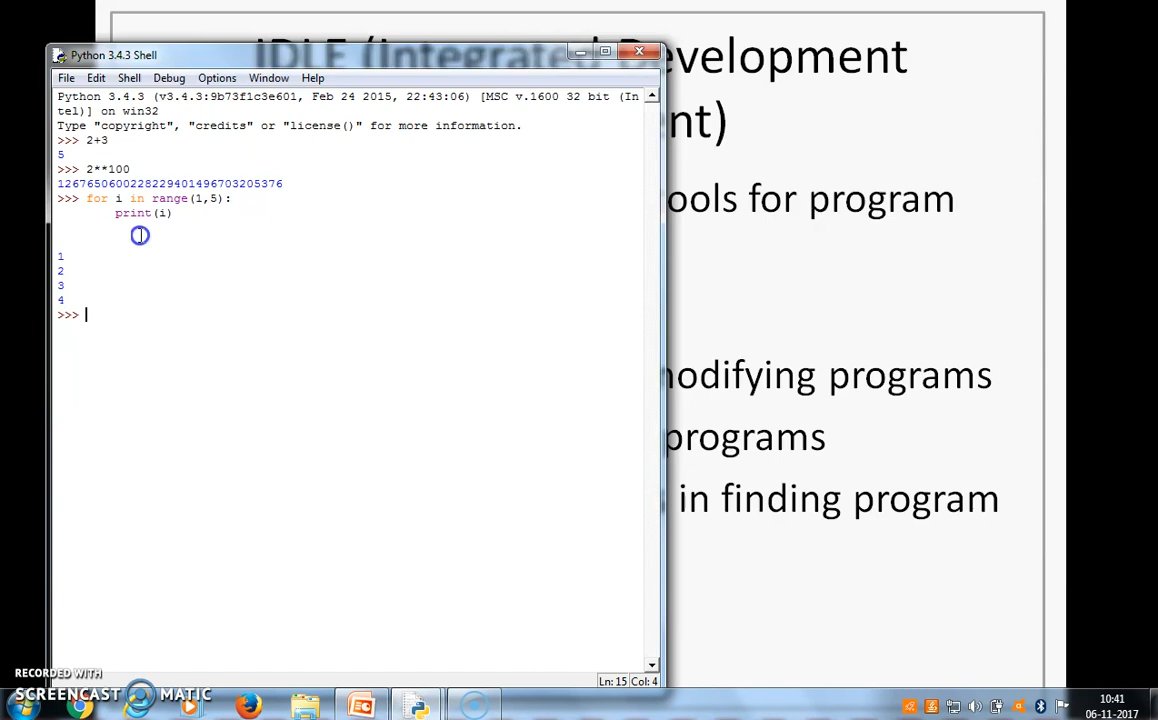 IDLE (Integrated Development
nt)
ools for program
modifying programs
programs
in finding program
Python 3.4.3 Shell
File Edit Shell Debug Options Window Help
Python 3.4.3 (v3.4.3:9b73f1c3e601, Feb 24 2015, 22:43:06) [MSC v.1600 32 bit (In
tel)] on win32
Type "copyright", "credits" or "license()" for more information.
>>> 2+3
5
>>> 2**100
1267650600228229401496703205376
>>> for i in range(1,5):
print(i)
1
2
3
4
>>>
Ln: 15 Col: 4
RECORDED WITH
SCREENCAST MATIC
10:41
06-11-2017